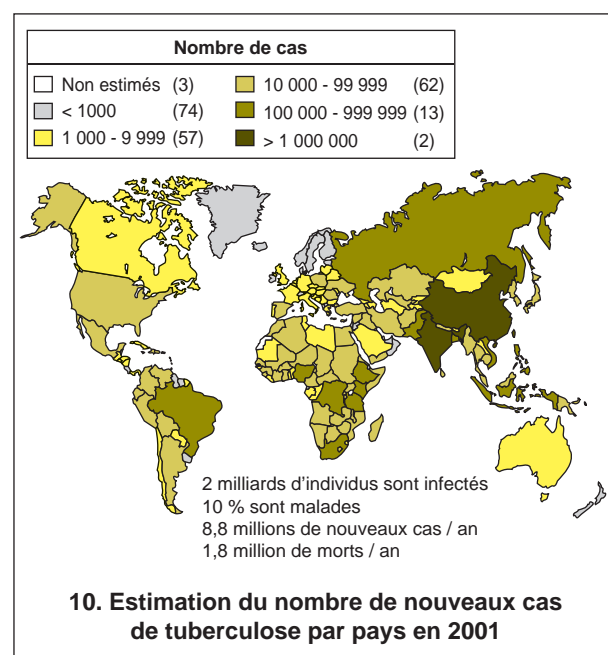 Nombre de cas
Non estimés (3)
< 1000 (74)
1 000 - 9 999 (57)
10 000 - 99 999 (62)
100 000 - 999 999 (13)
> 1 000 000 (2)
2 milliards d'individus sont infectés
10 % sont malades
8,8 millions de nouveaux cas / an
1,8 million de morts / an
10. Estimation du nombre de nouveaux cas
de tuberculose par pays en 2001